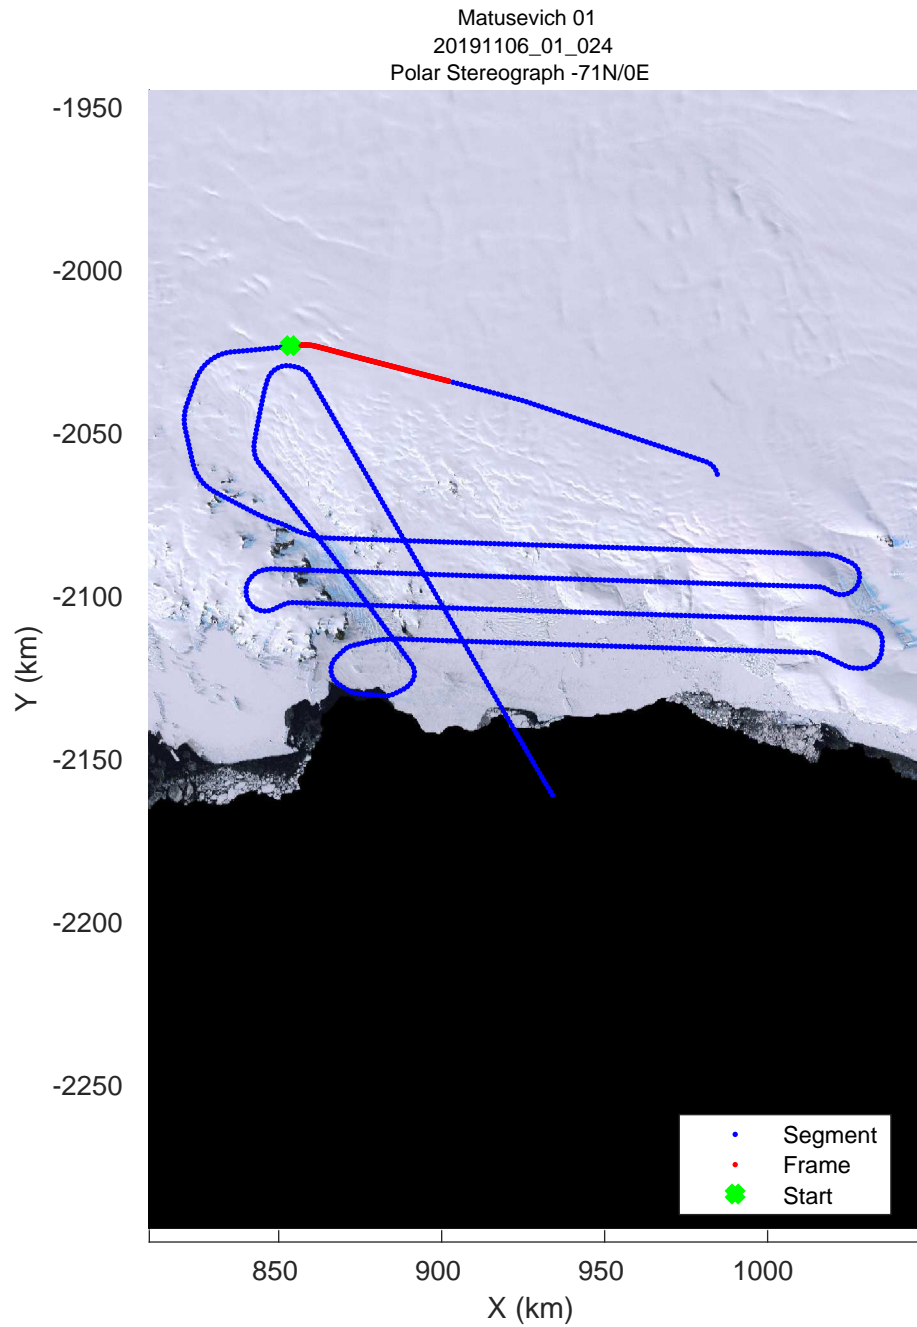 Matusevich 01
20191106_01_024
Polar Stereograph -71N/0E
-1950
-2000
-2050
-2100
-2150
-2200
-2250
Y (km)
850
900
950
1000
X (km)
Segment
Frame
Start